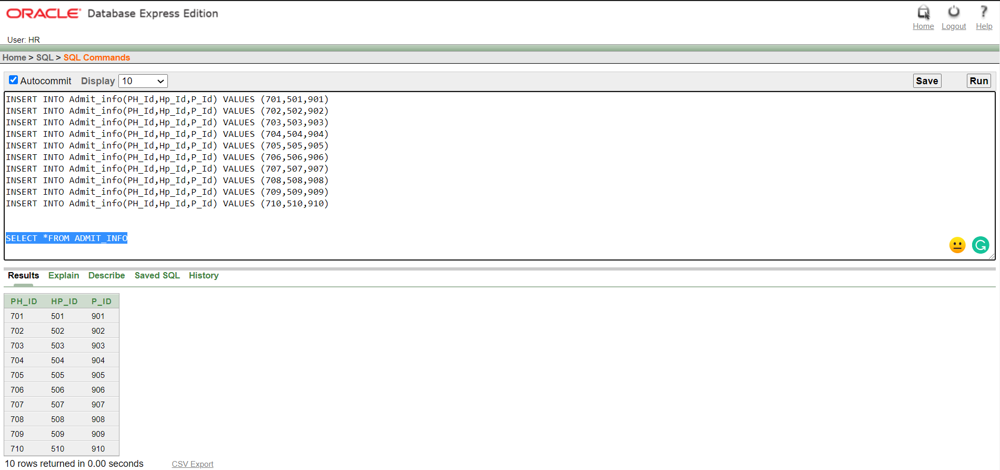 ORACLE Database Express Edition
Home Logout Help
User: HR
Home > SQL > SQL Commands
Autocommit Display 10 Save Run
INSERT INTO Admit_info(PH_Id,Hp_Id,P_Id) VALUES (701,501,901)
INSERT INTO Admit_info(PH_Id,Hp_Id,P_Id) VALUES (702,502,902)
INSERT INTO Admit_info(PH_Id,Hp_Id,P_Id) VALUES (703,503,903)
INSERT INTO Admit_info(PH_Id,Hp_Id,P_Id) VALUES (704,504,904)
INSERT INTO Admit_info(PH_Id,Hp_Id,P_Id) VALUES (705,505,905)
INSERT INTO Admit_info(PH_Id,Hp_Id,P_Id) VALUES (706,506,906)
INSERT INTO Admit_info(PH_Id,Hp_Id,P_Id) VALUES (707,507,907)
INSERT INTO Admit_info(PH_Id,Hp_Id,P_Id) VALUES (708,508,908)
INSERT INTO Admit_info(PH_Id,Hp_Id,P_Id) VALUES (709,509,909)
INSERT INTO Admit_info(PH_Id,Hp_Id,P_Id) VALUES (710,510,910)
SELECT *FROM ADMIT_INFO
Results Explain Describe Saved SQL History
PH_ID HP_ID P_ID
701 501 901
702 502 902
703 503 903
704 504 904
705 505 905
706 506 906
707 507 907
708 508 908
709 509 909
710 510 910
10 rows returned in 0.00 seconds CSV Export